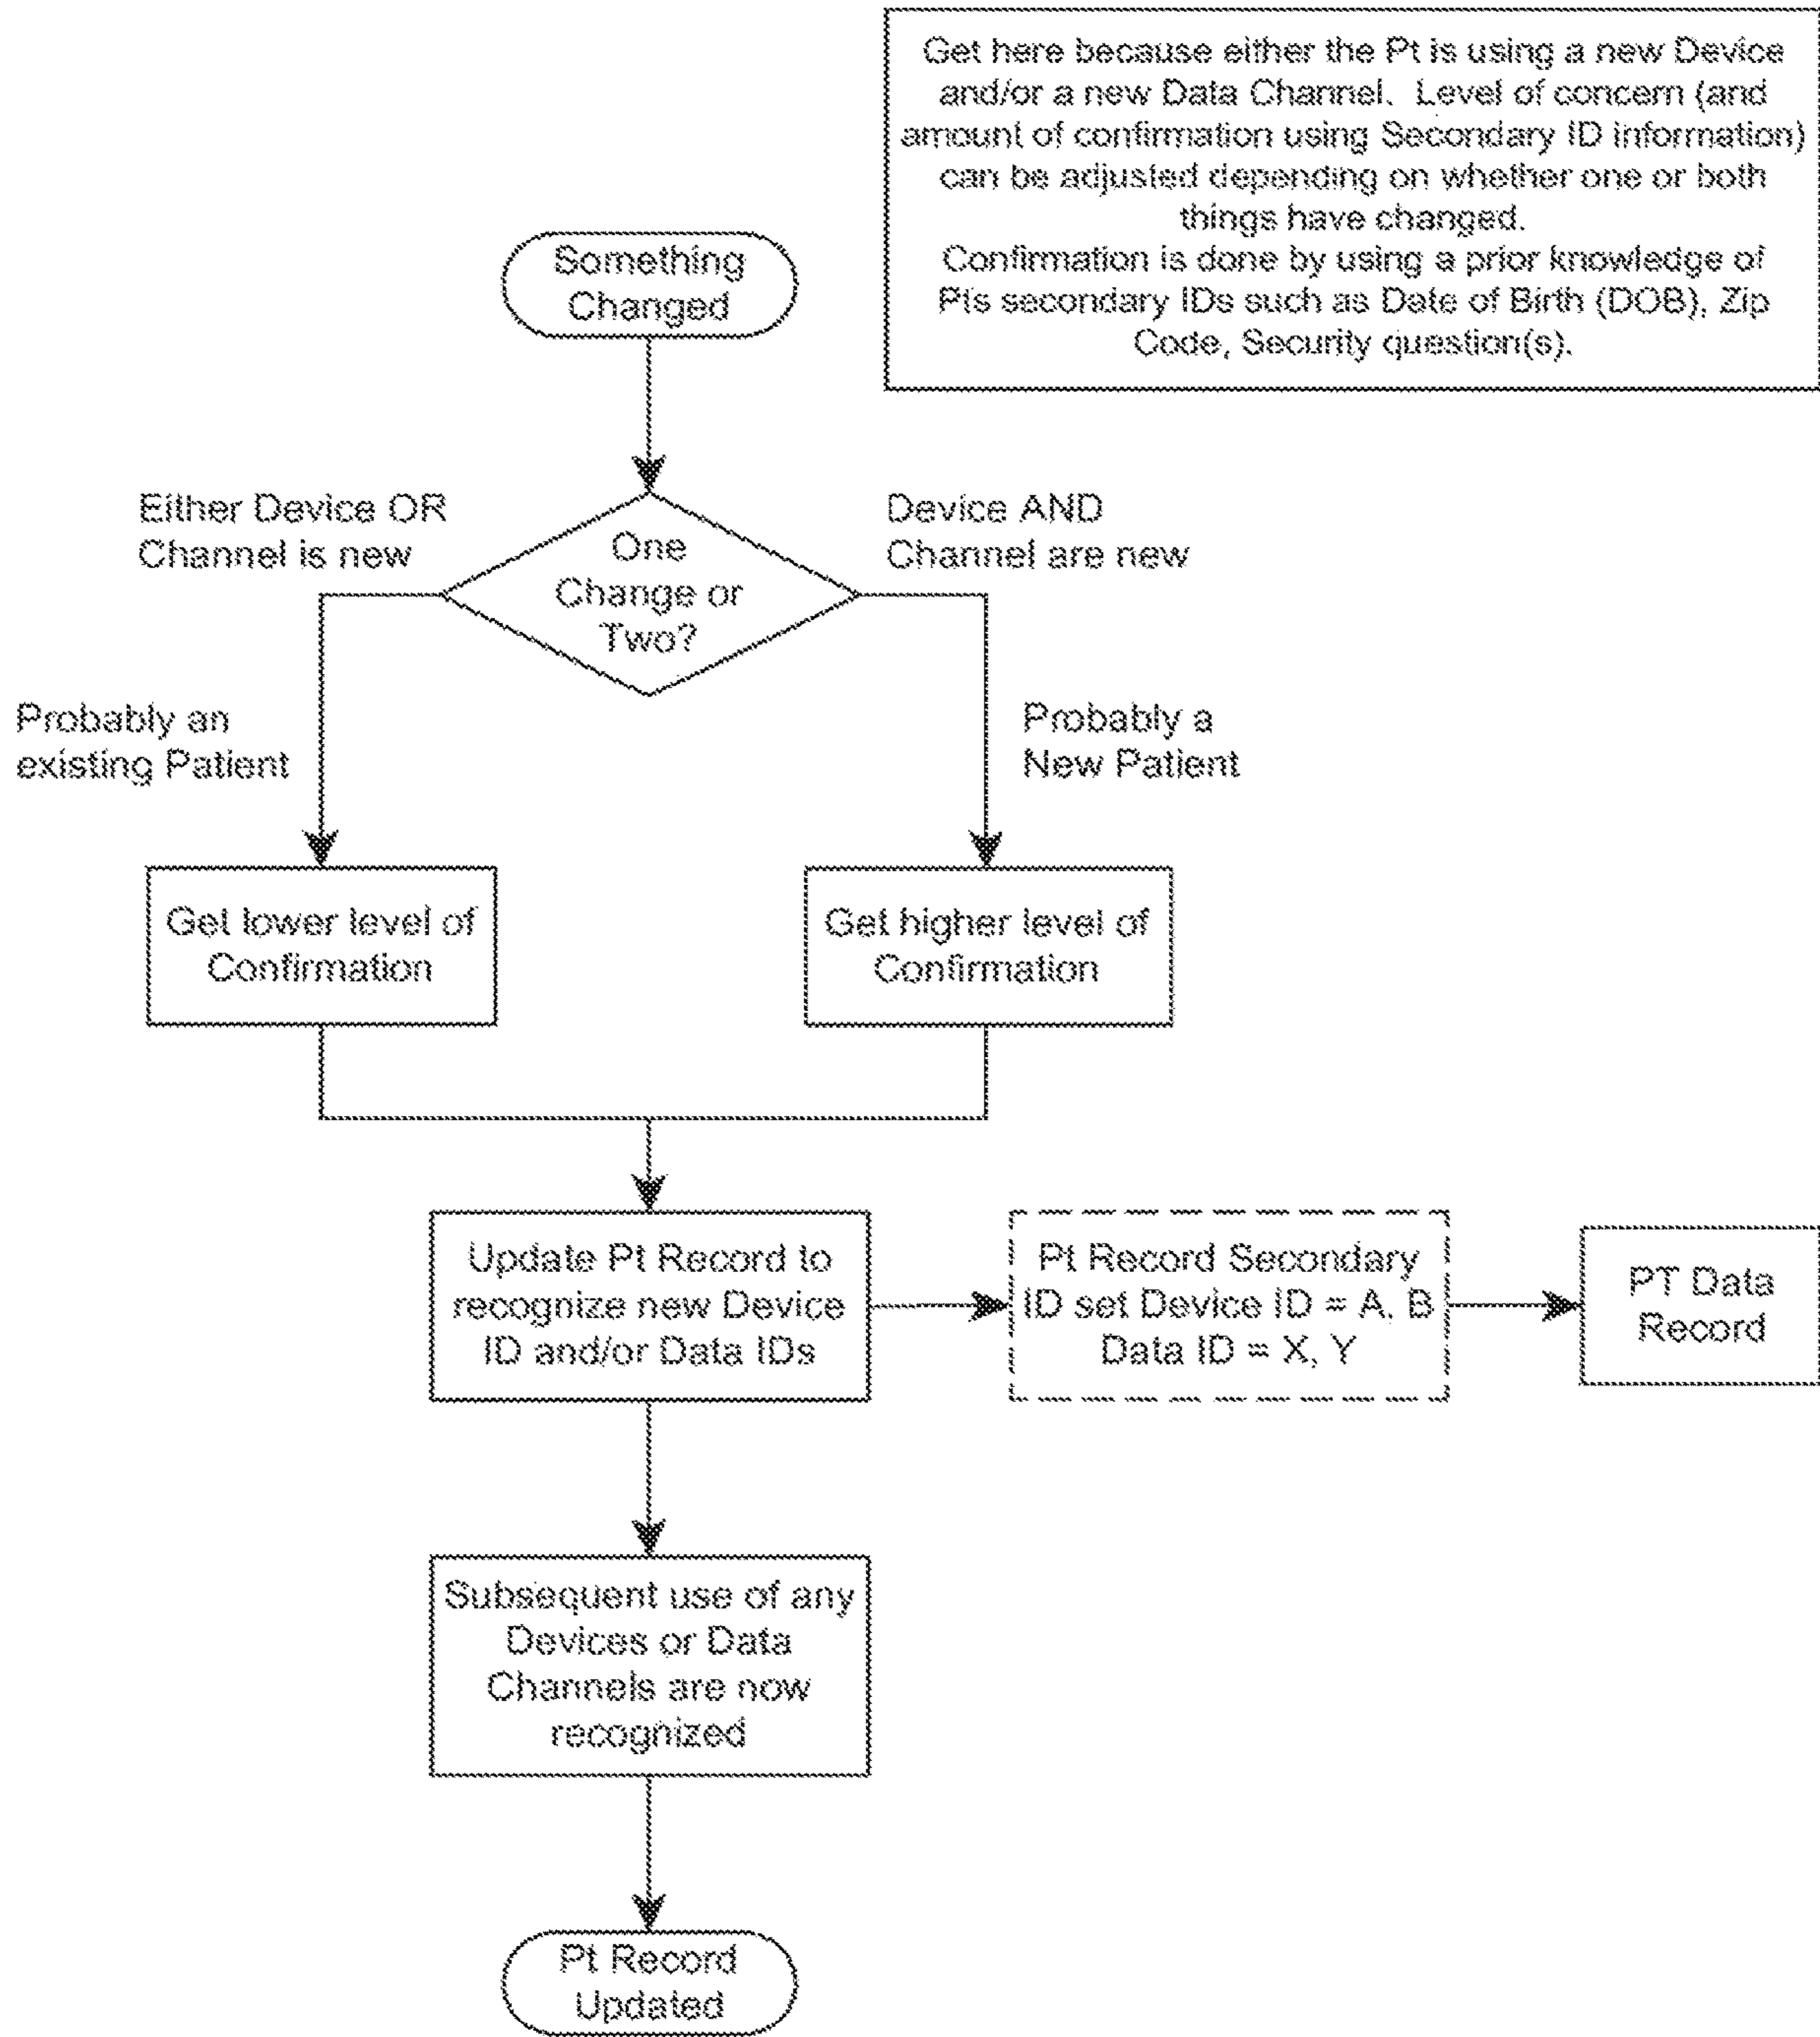 Get here because either the Pt is using a new Device
and/or a new Data Channel. Level of concern (and
amount of confirmation using Secondary ID information)
can be adjusted depending on whether one or both
things have changed.
Confirmation is done by using a prior knowledge of
Pts secondary IDs such as Date of Birth (DOB), Zip
Code, Security question(s).
Something
Changed
Either Device OR
Channel is new
One
Change or
Two?
Device AND
Channel are new
Probably an
existing Patient
Probably a
New Patient
Get lower level of
Confirmation
Get higher level of
Confirmation
Update Pt Record to
recognize new Device
ID and/or Data IDs
Pt Record Secondary
ID set Device ID = A, B
Data ID = X, Y
PT Data
Record
Subsequent use of any
Devices or Data
Channels are now
recognized
Pt Record
Updated